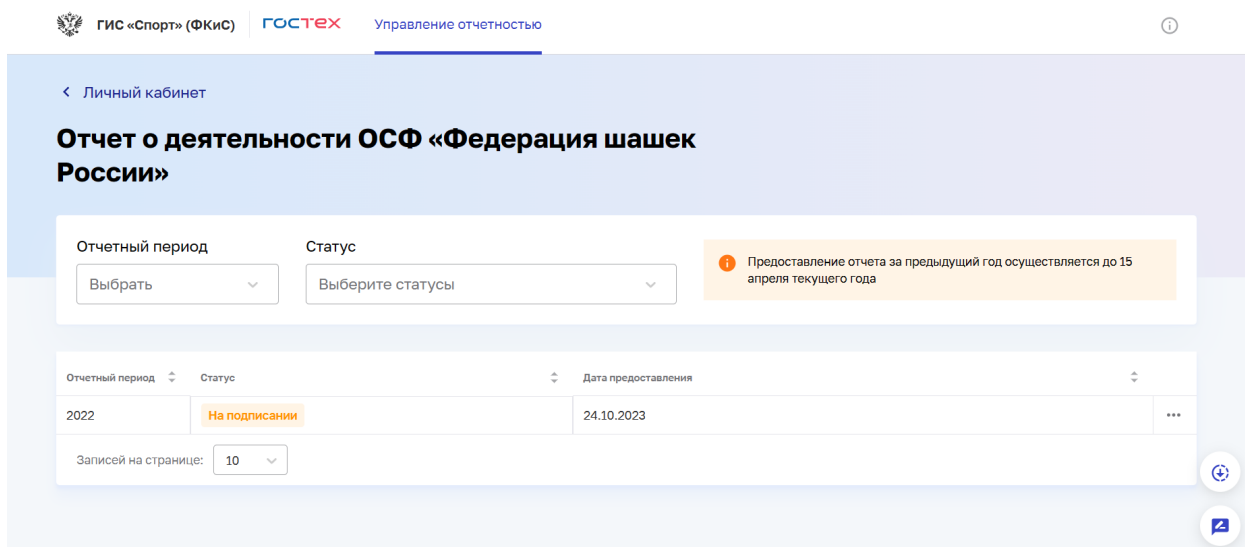 ГИС «Спорт» (ФКиС)
ГОСТЕХ
Управление отчетностью
Личный кабинет
Отчет о деятельности ОСФ «Федерация шашек
России»
Отчетный период
Статус
Выбрать
Выберите статусы
Предоставление отчета за предыдущий год осуществляется до 15
апреля текущего года
Отчетный период
Статус
Дата предоставления
2022
На подписании
24.10.2023
Записей на странице:
10